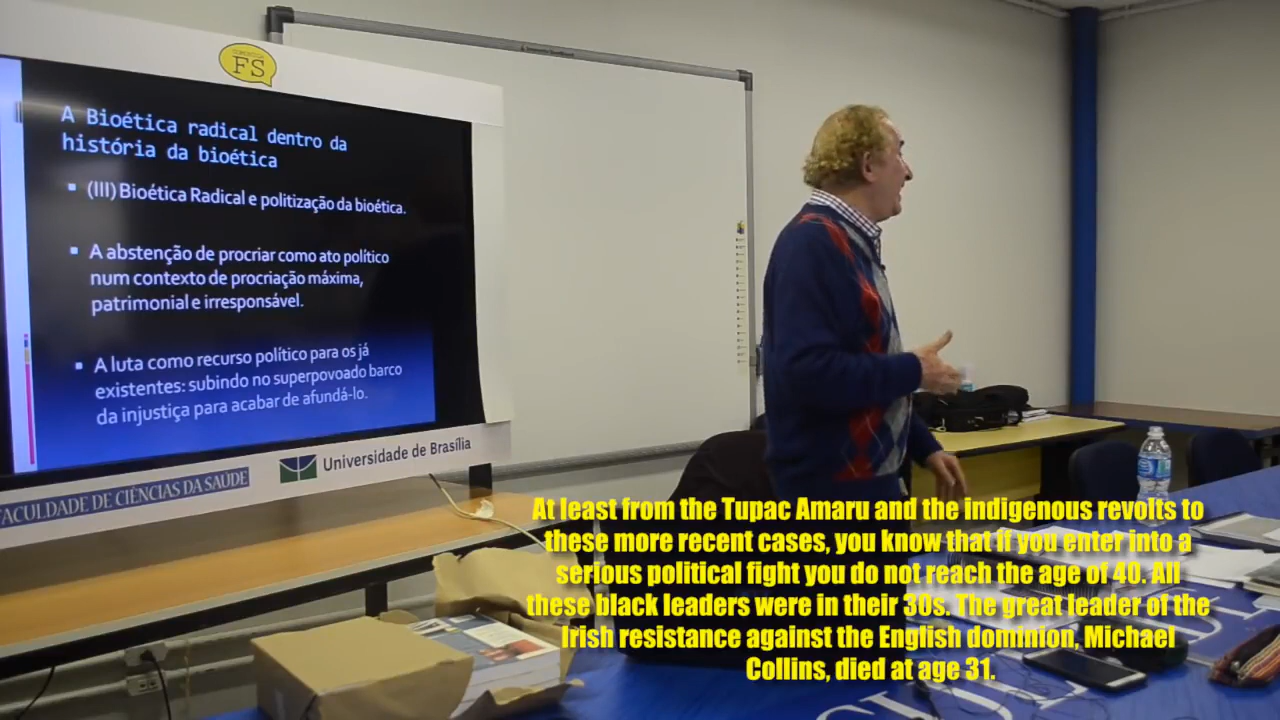 FS
A Bioética radical dentro da
história da bioética
(III) Bioética Radical e politização da bioética.
A abstenção de procriar como ato político
num contexto de procriação máxima,
patrimonial e irresponsável.
A luta como recurso político para os já
existentes: subindo no superpovoado barco
da injustiça para acabar de afundá-lo.
FACULDADE DE CIÊNCIAS DA SAÚDE
Universidade de Brasília
At least from the Tupac Amaru and the indigenous revolts to
these more recent cases, you know that if you enter into a
serious political fight you do not reach the age of 40. All
these black leaders were in their 30s. The great leader of the
Irish resistance against the English dominion, Michael
Collins, died at age 31.